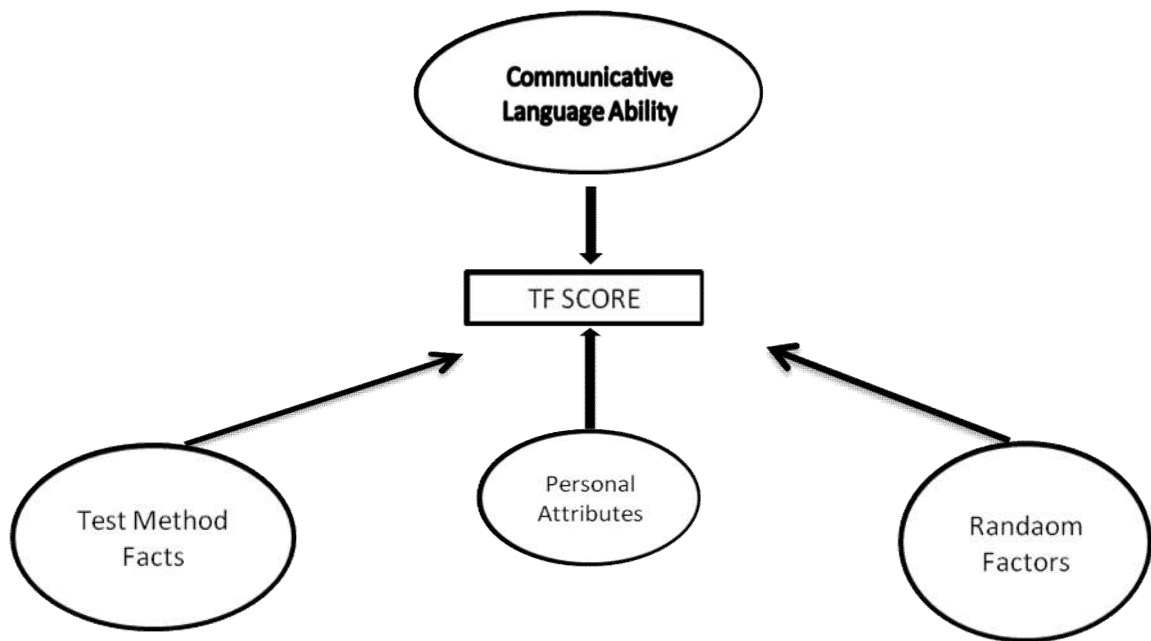 Communicative
Language Ability
TF SCORE
Test Method
Facts
Personal
Attributes
Randaom
Factors